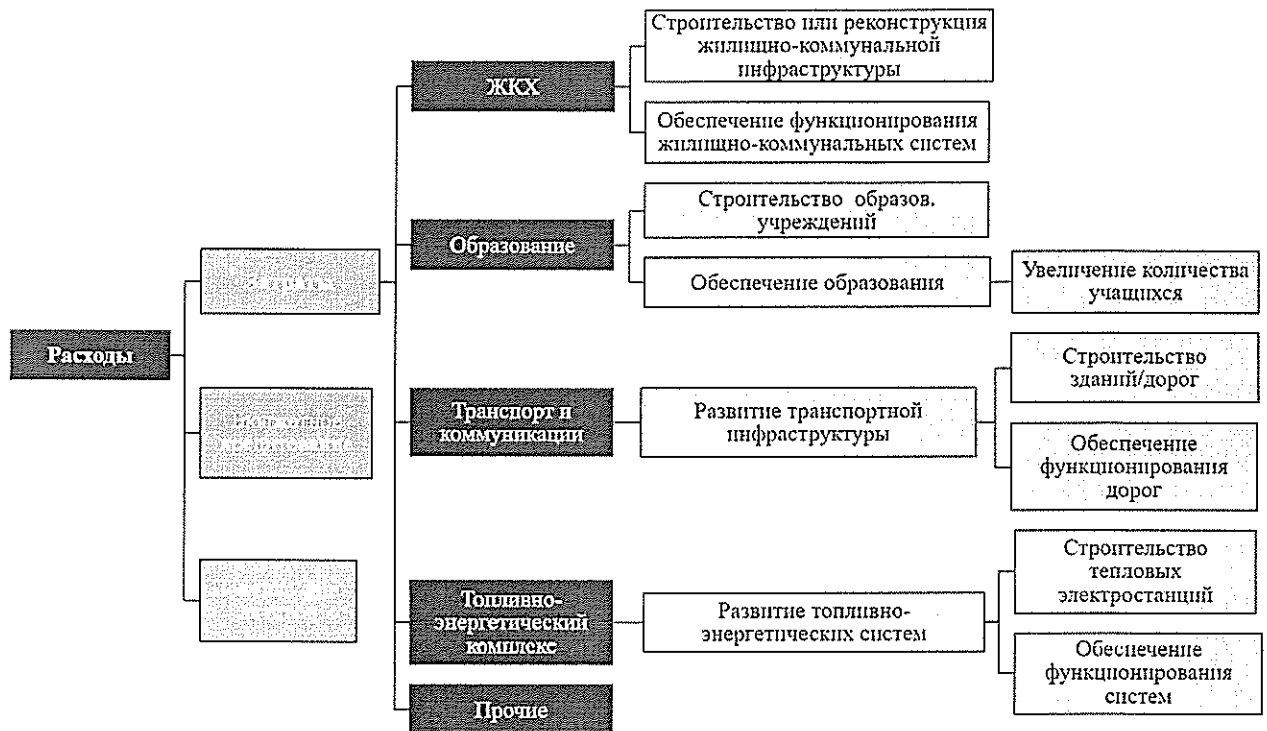 Строительство или реконструкция
жилищно-коммунальной
инфраструктуры
ЖКХ
Обеспечение функционирования
жилищно-коммунальных систем
Строительство образов.
учреждений
Образование
Обеспечение образования
Увеличение количества
учащихся
Затраты
Расходы
Строительство
зданий/дорог
Транспорт и
коммуникации
Развитие транспортной
инфраструктуры
Обеспечение
функционирования
дорог
Строительство
тепловых
электростанций
Топливно-
энергетический
комплекс
Развитие топливно-
энергетических систем
Обеспечение
функционирования
систем
Прочие